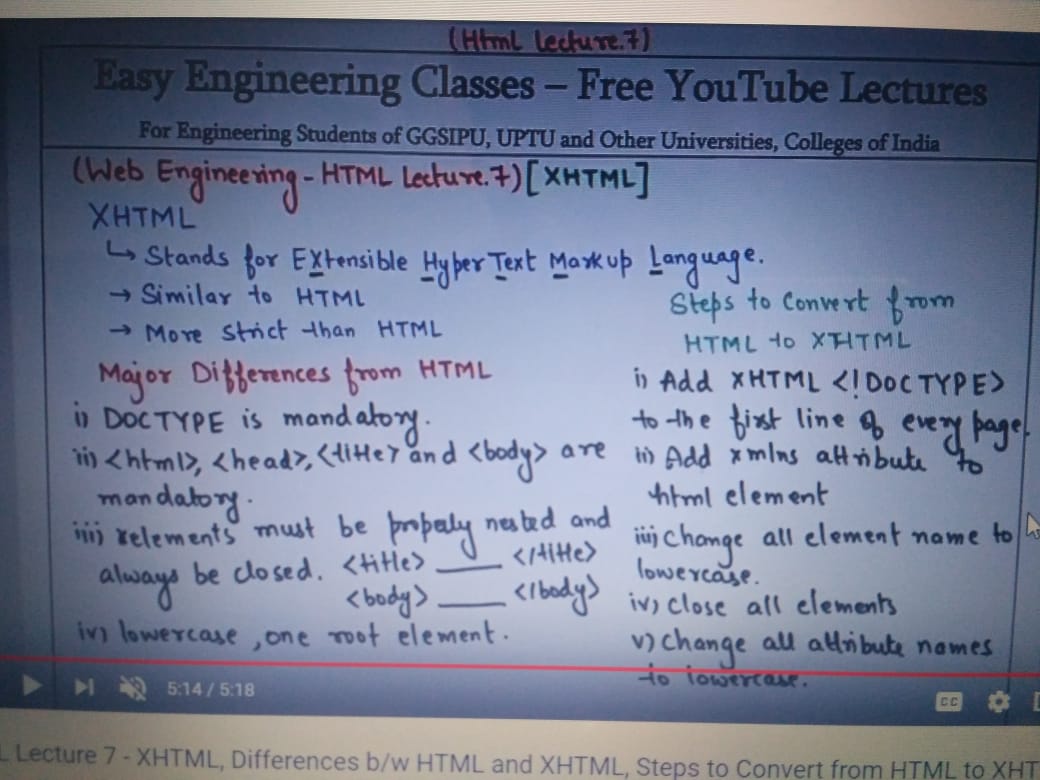 (Html Lecture.7)
Easy Engineering Classes – Free YouTube Lectures
For Engineering Students of GGSIPU, UPTU and Other Universities, Colleges of India
(Web Engineering - HTML Lecture.7) [XHTML]
XHTML
↳ Stands for EXtensible Hyper Text Markup Language.
→ Similar to HTML
→ More strict than HTML
Major Differences from HTML
i) DOCTYPE is mandatory.
ii) <html>, <head>, <title> and <body> are
mandatory.
iii) xelements must be propely nested and
always be closed. <title> ____ </title>
<body> ____ </body>
iv) lowercase, one root element.
Steps to Convert from
HTML to XHTML
i) Add XHTML <!DOCTYPE>
to the first line of every page.
ii) Add xmlns attribute to
html element
iii) Change all element name to
lowercase.
iv) close all elements
v) change all attribute names
to lowercase.
5:14 / 5:18
CC
L Lecture 7 - XHTML, Differences b/w HTML and XHTML, Steps to Convert from HTML to XHT